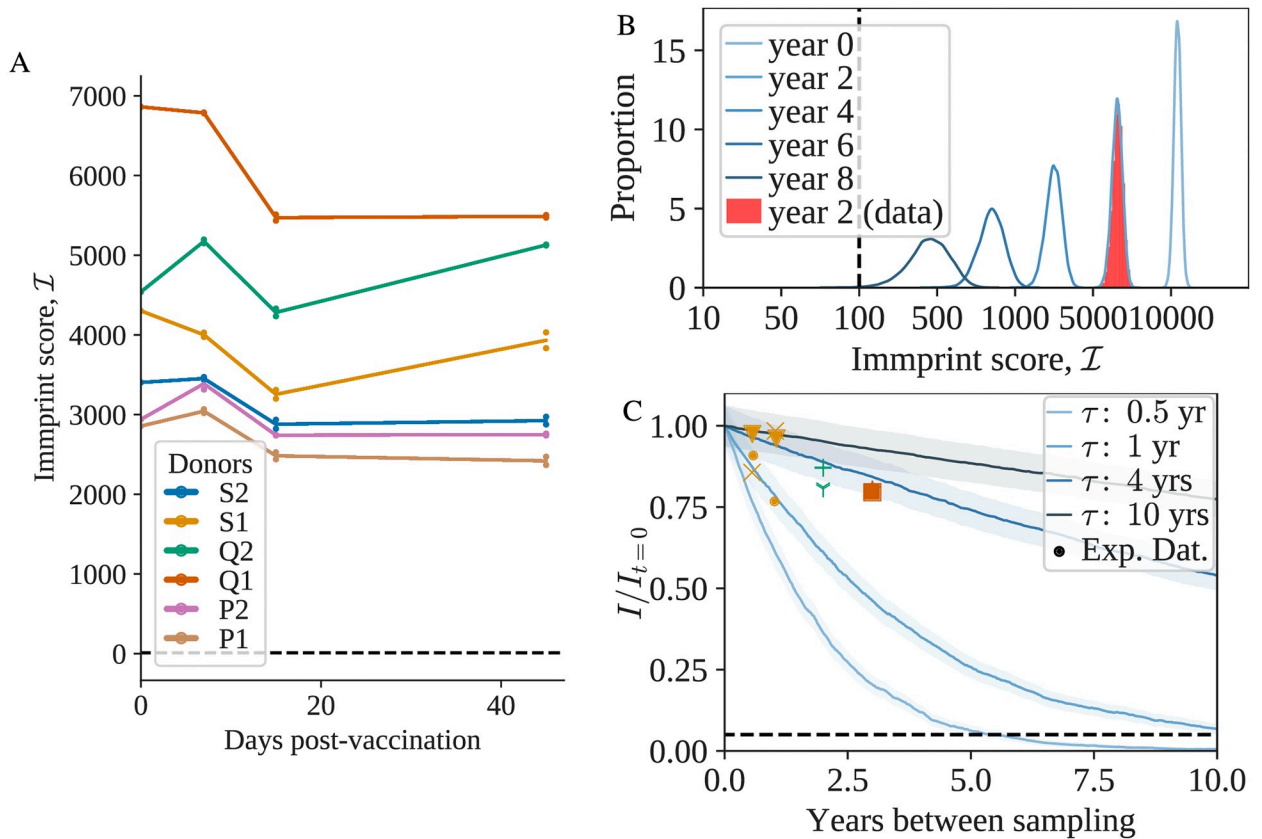 A
Immprint score, ℐ
7000
6000
5000
4000
3000
2000
1000
0
Donors
S2
S1
Q2
Q1
P2
P1
0 20 40
Days post-vaccination
B
Proportion
15
10
5
0
year 0
year 2
year 4
year 6
year 8
year 2 (data)
10 50 100 500 1000 5000 10000
Immprint score, ℐ
C
I/I_{t=0}
1.00
0.75
0.50
0.25
0.00
τ: 0.5 yr
τ: 1 yr
τ: 4 yrs
τ: 10 yrs
Exp. Dat.
0.0 2.5 5.0 7.5 10.0
Years between sampling